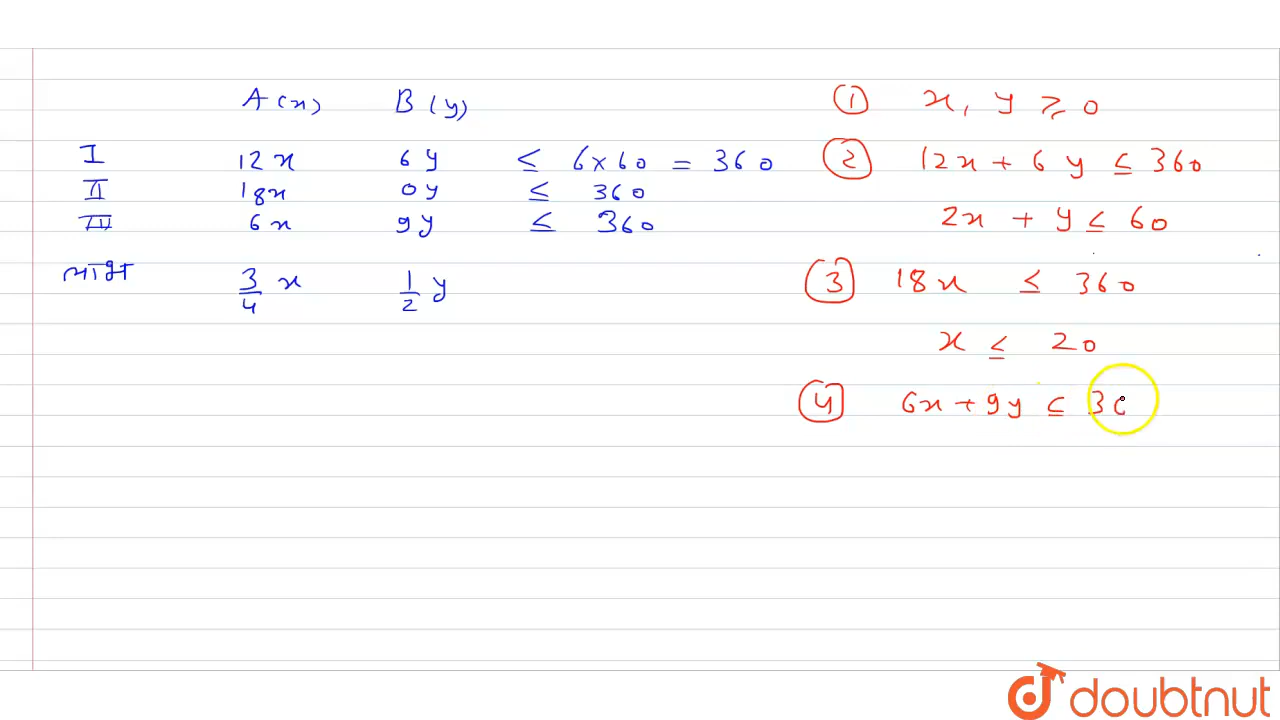 A(x) B(y)
I 12x 6y ≤ 6×60 = 360
II 18x 0y ≤ 360
III 6x 9y ≤ 360
लाभ 3/4 x 1/2 y
① x, y ≥ 0
② 12x + 6y ≤ 360
2x + y ≤ 60
③ 18x ≤ 360
x ≤ 20
④ 6x + 9y ≤ 36
doubtnut